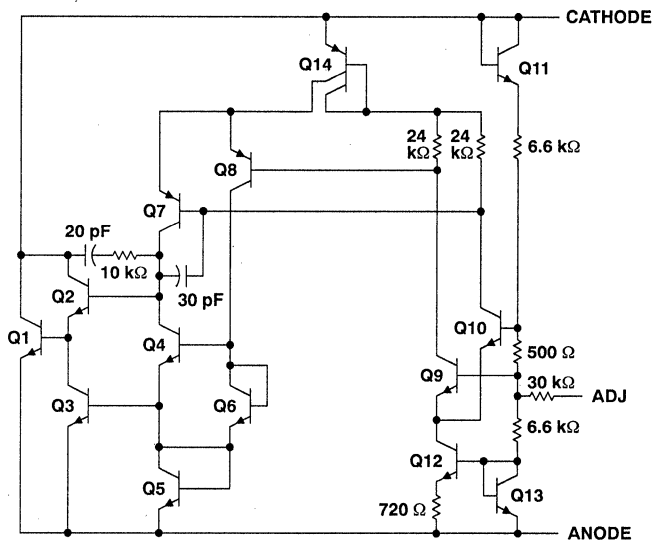 CATHODE
Q14
Q11
24
kΩ
24
kΩ
6.6 kΩ
Q8
Q7
20 pF
10 kΩ
30 pF
Q2
Q1
Q4
Q10
500 Ω
Q9
30 kΩ
ADJ
Q3
Q6
6.6 kΩ
Q12
Q5
Q13
720 Ω
ANODE